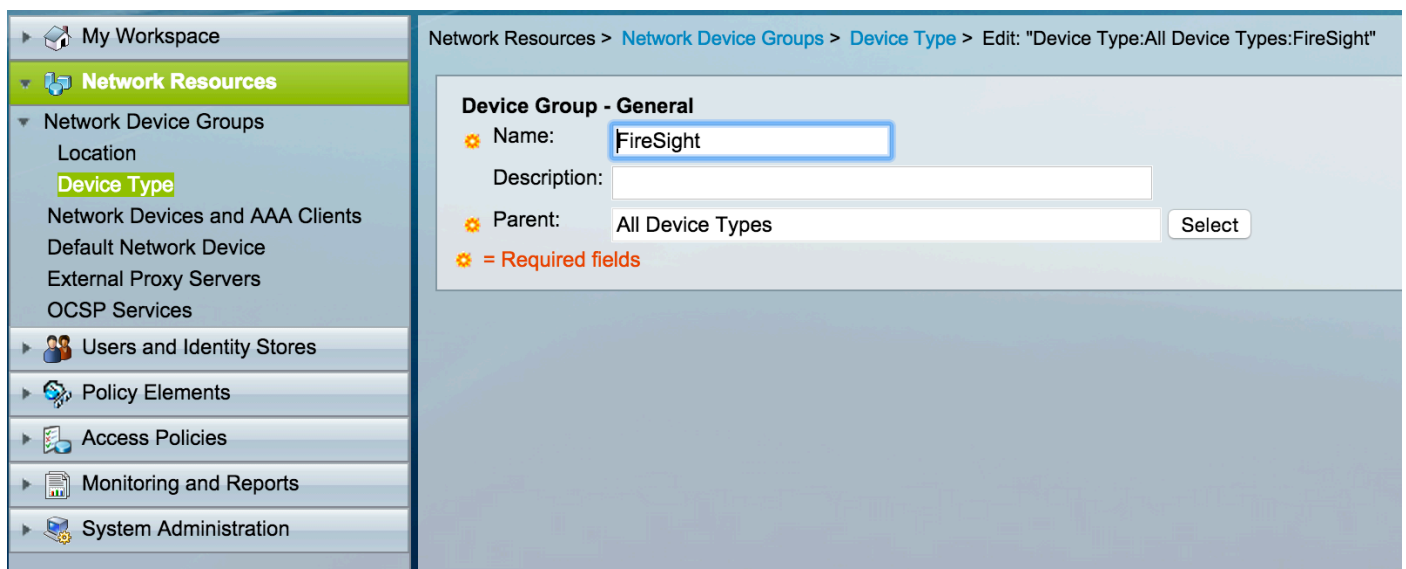 My Workspace
Network Resources
Network Device Groups
Location
Device Type
Network Devices and AAA Clients
Default Network Device
External Proxy Servers
OCSP Services
Users and Identity Stores
Policy Elements
Access Policies
Monitoring and Reports
System Administration
Network Resources > Network Device Groups > Device Type > Edit: "Device Type:All Device Types:FireSight"
Device Group - General
Name: FireSight
Description:
Parent: All Device Types Select
= Required fields